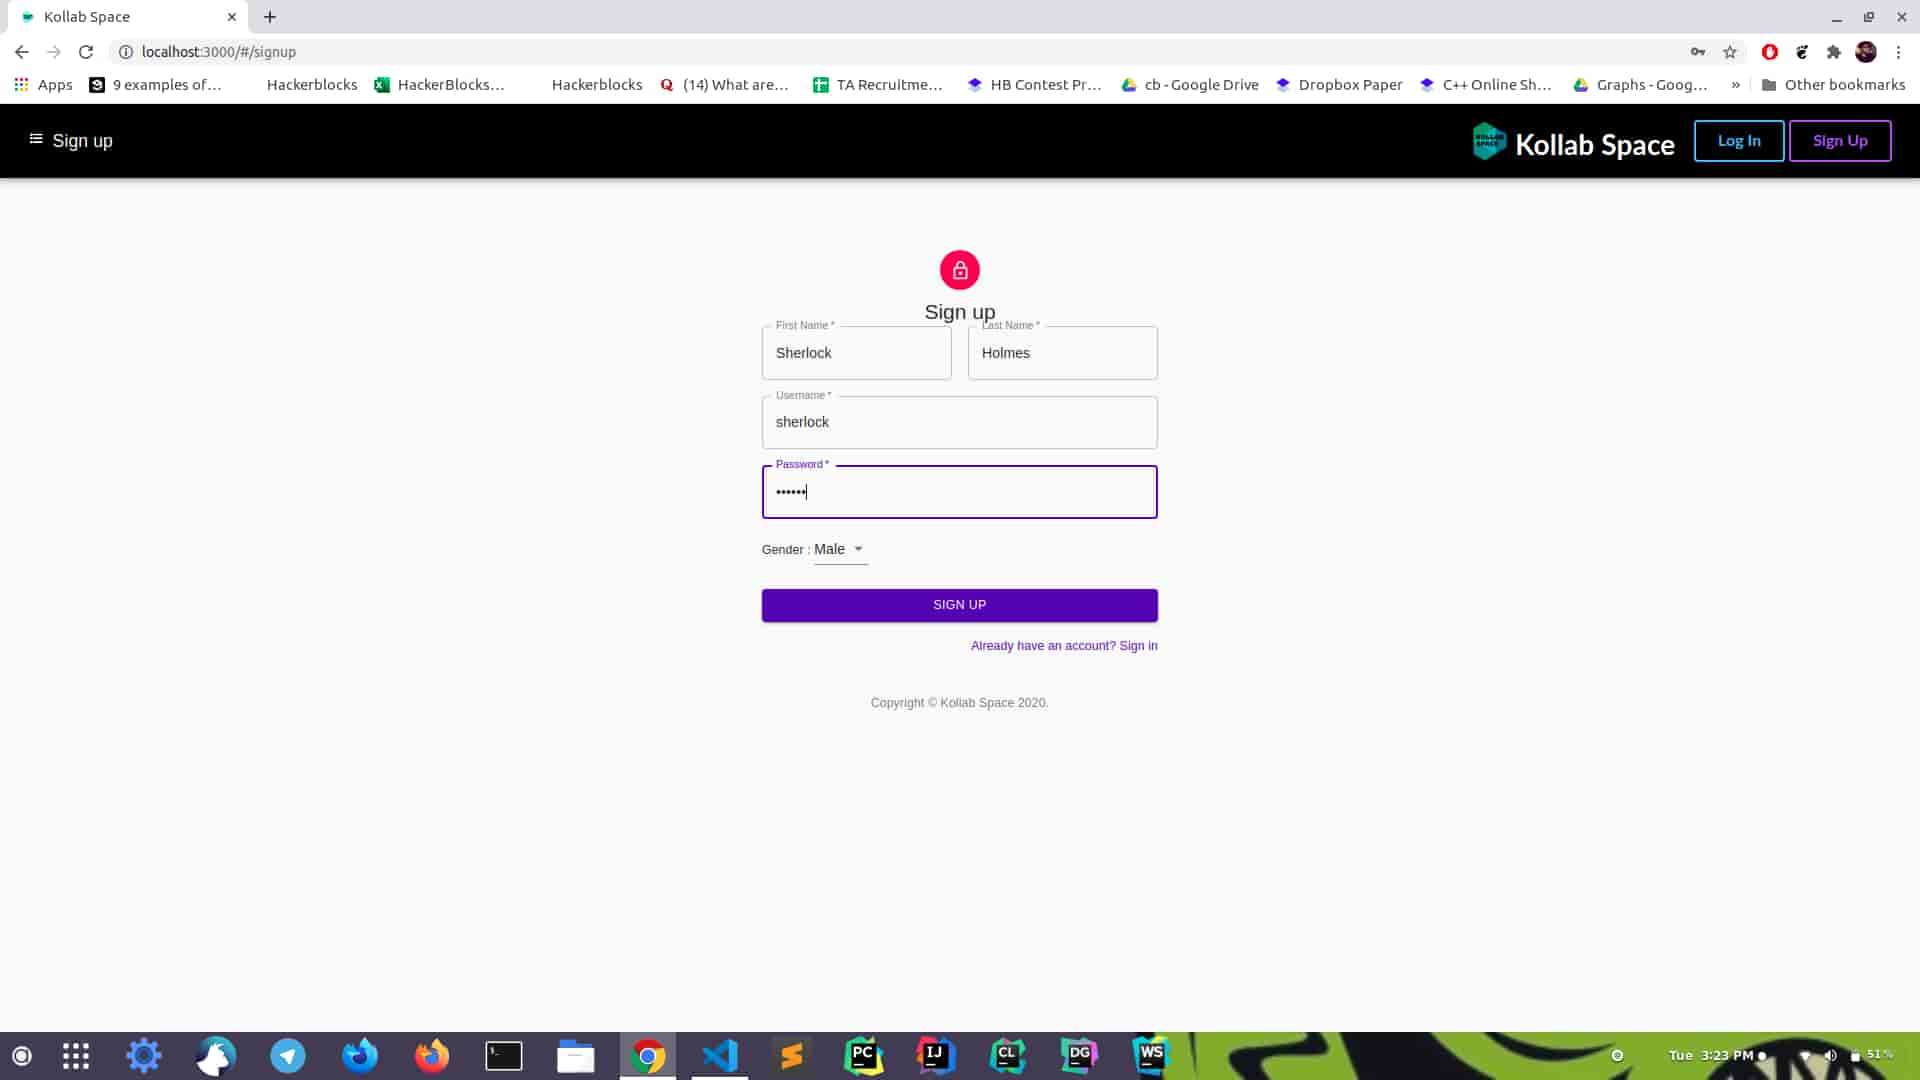 Kollab Space
localhost:3000/#/signup
Apps 9 examples of... Hackerblocks HackerBlocks... Hackerblocks (14) What are... TA Recruitme... HB Contest Pr... cb - Google Drive Dropbox Paper C++ Online Sh... Graphs - Goog... » Other bookmarks
Sign up KOLLAB SPACE Kollab Space Log In Sign Up
Sign up
First Name * Last Name *
Sherlock Holmes
Username *
sherlock
Password *
••••••
Gender : Male
SIGN UP
Already have an account? Sign in
Copyright © Kollab Space 2020.
PC IJ CL DG WS Tue 3:23 PM 51%